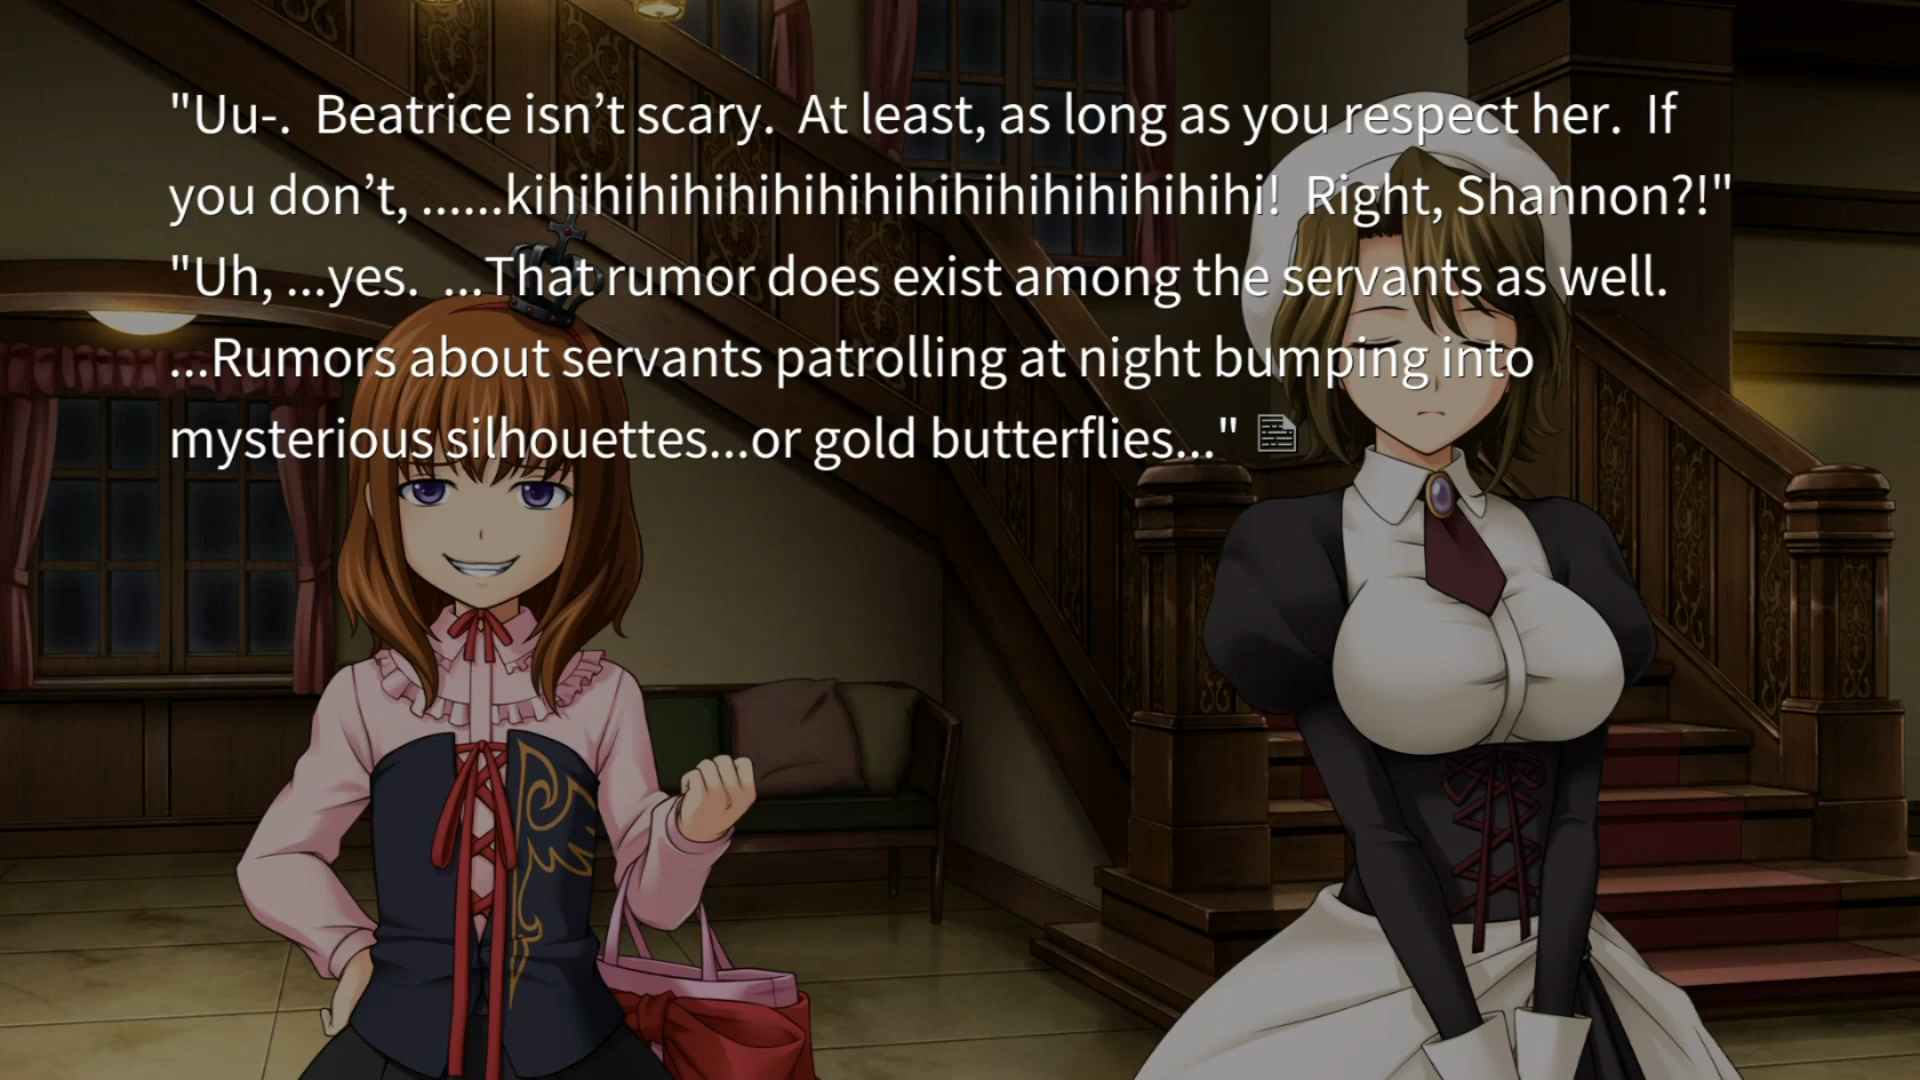 "Uu-.  Beatrice isn’t scary.  At least, as long as you respect her.  If
you don’t, ......kihihihihihihihihihihihihihihihihi!  Right, Shannon?!"
"Uh, ...yes.  ...That rumor does exist among the servants as well.
...Rumors about servants patrolling at night bumping into
mysterious silhouettes...or gold butterflies..."